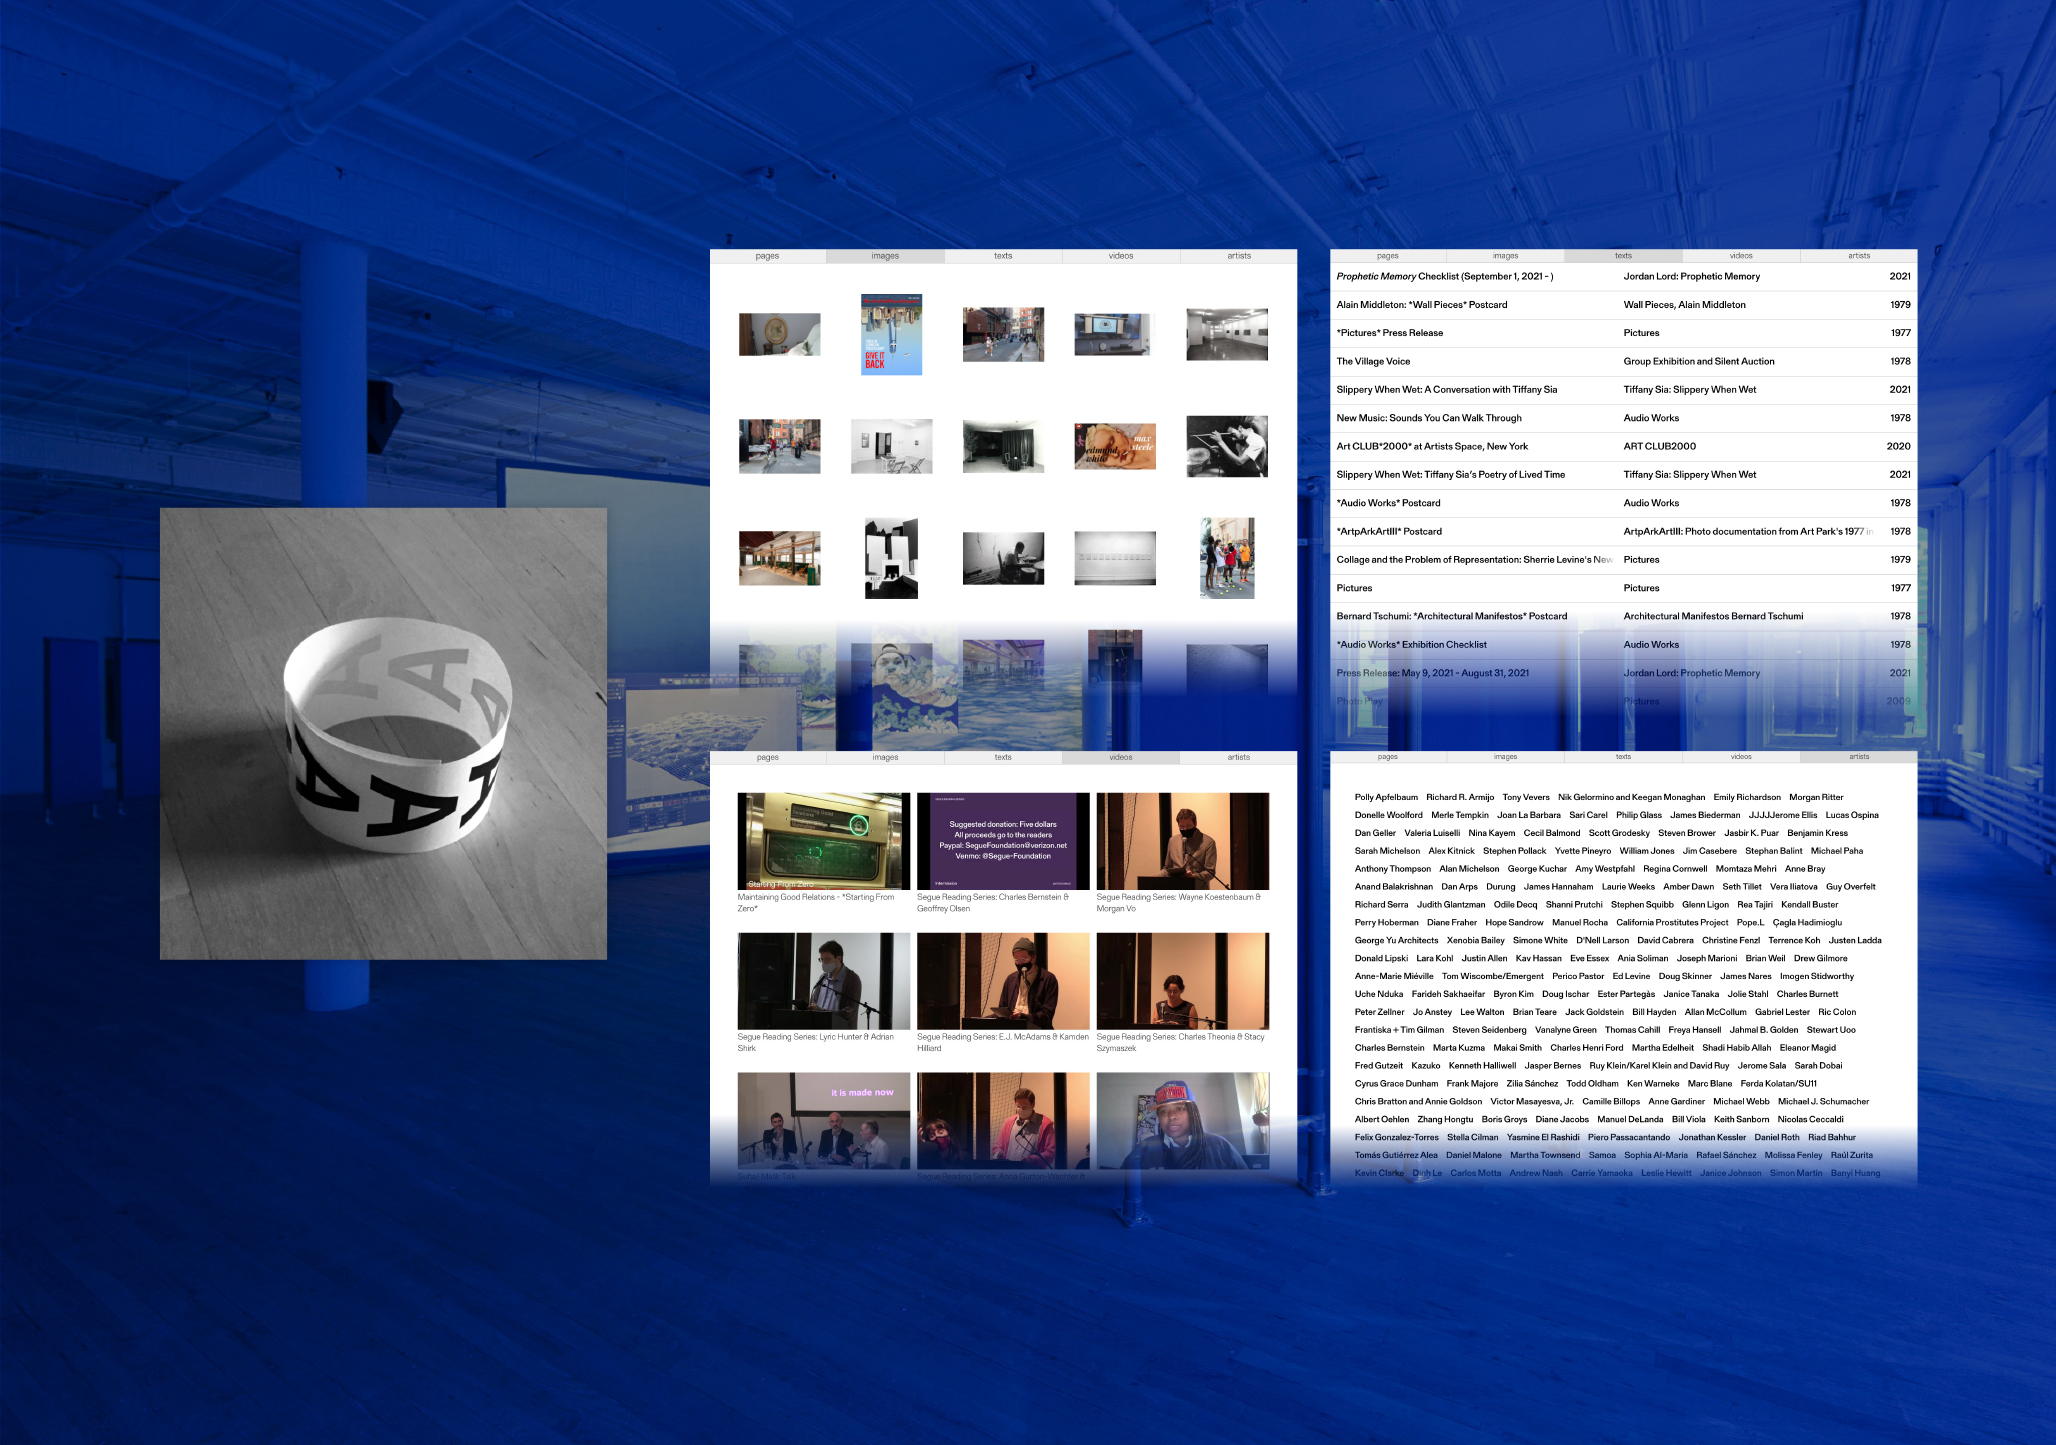 pages images texts videos artists
GIVE IT
BACK
max
steele
edmund
white
pages images texts videos artists
Prophetic Memory Checklist (September 1, 2021 - ) Jordan Lord: Prophetic Memory 2021
Alain Middleton: *Wall Pieces* Postcard Wall Pieces, Alain Middleton 1979
*Pictures* Press Release Pictures 1977
The Village Voice Group Exhibition and Silent Auction 1978
Slippery When Wet: A Conversation with Tiffany Sia Tiffany Sia: Slippery When Wet 2021
New Music: Sounds You Can Walk Through Audio Works 1978
Art CLUB*2000* at Artists Space, New York ART CLUB2000 2020
Slippery When Wet: Tiffany Sia's Poetry of Lived Time Tiffany Sia: Slippery When Wet 2021
*Audio Works* Postcard Audio Works 1978
*ArtpArkArtIII* Postcard ArtpArkArtIII: Photo documentation from Art Park's 1977 in 1978
Collage and the Problem of Representation: Sherrie Levine's New Pictures 1979
Pictures Pictures 1977
Bernard Tschumi: *Architectural Manifestos* Postcard Architectural Manifestos Bernard Tschumi 1978
*Audio Works* Exhibition Checklist Audio Works 1978
Press Release: May 9, 2021 - August 31, 2021 Jordan Lord: Prophetic Memory 2021
Photo Play Pictures 2009
A A A
A A A
pages images texts videos artists
Starting From Zero
Suggested donation: Five dollars
All proceeds go to the readers
Paypal: SegueFoundation@verizon.net
Venmo: @Segue-Foundation
Maintaining Good Relations - *Starting From
Zero*
Segue Reading Series: Charles Bernstein &
Geoffrey Olsen
Segue Reading Series: Wayne Koestenbaum &
Morgan Vo
Segue Reading Series: Lyric Hunter & Adrian
Shirk
Segue Reading Series: E.J. McAdams & Kamden
Hilliard
Segue Reading Series: Charles Theonia & Stacy
Szymaszek
it is made now
Suhail Malik Talk
Segue Reading Series: Anna Gurton-Wachter &
pages images texts videos artists
Polly Apfelbaum Richard R. Armijo Tony Vevers Nik Gelormino and Keegan Monaghan Emily Richardson Morgan Ritter
Donelle Woolford Merle Tempkin Joan La Barbara Sari Carel Philip Glass James Biederman JJJJJerome Ellis Lucas Ospina
Dan Geller Valeria Luiselli Nina Kayem Cecil Balmond Scott Grodesky Steven Brower Jasbir K. Puar Benjamin Kress
Sarah Michelson Alex Kitnick Stephen Pollack Yvette Pineyro William Jones Jim Casebere Stephan Balint Michael Paha
Anthony Thompson Alan Michelson George Kuchar Amy Westpfahl Regina Cornwell Momtaza Mehri Anne Bray
Anand Balakrishnan Dan Arps Durung James Hannaham Laurie Weeks Amber Dawn Seth Tillet Vera Iliatova Guy Overfelt
Richard Serra Judith Glantzman Odile Decq Shanni Prutchi Stephen Squibb Glenn Ligon Rea Tajiri Kendall Buster
Perry Hoberman Diane Fraher Hope Sandrow Manuel Rocha California Prostitutes Project Pope.L Çagla Hadimioglu
George Yu Architects Xenobia Bailey Simone White D'Nell Larson David Cabrera Christine Fenzl Terrence Koh Justen Ladda
Donald Lipski Lara Kohl Justin Allen Kav Hassan Eve Essex Ania Soliman Joseph Marioni Brian Weil Drew Gilmore
Anne-Marie Miéville Tom Wiscombe/Emergent Perico Pastor Ed Levine Doug Skinner James Nares Imogen Stidworthy
Uche Nduka Farideh Sakhaeifar Byron Kim Doug Ischar Ester Partegàs Janice Tanaka Jolie Stahl Charles Burnett
Peter Zellner Jo Anstey Lee Walton Brian Teare Jack Goldstein Bill Hayden Allan McCollum Gabriel Lester Ric Colon
Frantiska + Tim Gilman Steven Seidenberg Vanalyne Green Thomas Cahill Freya Hansell Jahmal B. Golden Stewart Uoo
Charles Bernstein Marta Kuzma Makai Smith Charles Henri Ford Martha Edelheit Shadi Habib Allah Eleanor Magid
Fred Gutzeit Kazuko Kenneth Halliwell Jasper Bernes Ruy Klein/Karel Klein and David Ruy Jerome Sala Sarah Dobai
Cyrus Grace Dunham Frank Majore Zilia Sánchez Todd Oldham Ken Warneke Marc Blane Ferda Kolatan/SU11
Chris Bratton and Annie Goldson Victor Masayesva, Jr. Camille Billops Anne Gardiner Michael Webb Michael J. Schumacher
Albert Oehlen Zhang Hongtu Boris Groys Diane Jacobs Manuel DeLanda Bill Viola Keith Sanborn Nicolas Ceccaldi
Felix Gonzalez-Torres Stella Cilman Yasmine El Rashidi Piero Passacantando Jonathan Kessler Daniel Roth Riad Bahhur
Tomás Gutiérrez Alea Daniel Malone Martha Townsend Samoa Sophia Al-Maria Rafael Sánchez Molissa Fenley Raúl Zurita
Kevin Clarke Dinh Le Carlos Motta Andrew Nash Carrie Yamaoka Leslie Hewitt Janice Johnson Simon Martin Banyi Huang